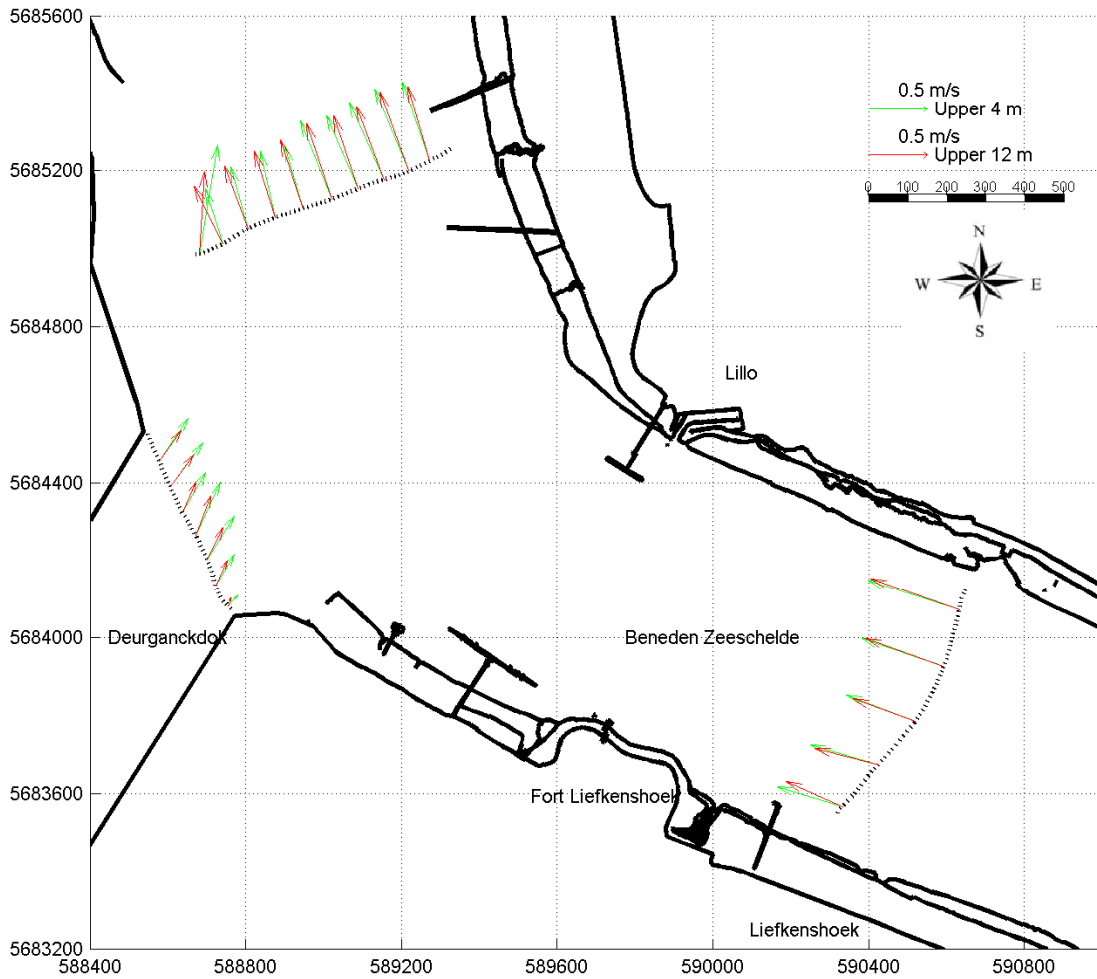 5685600
5685200
5684800
5684400
5684000
5683600
5683200
588400
588800
589200
589600
590000
590400
590800
0.5 m/s
Upper 4 m
0.5 m/s
Upper 12 m
0 100 200 300 400 500
N
W E
S
Lillo
Deurganckdok
Beneden Zeeschelde
Fort Liefkenshoek
Liefkenshoek